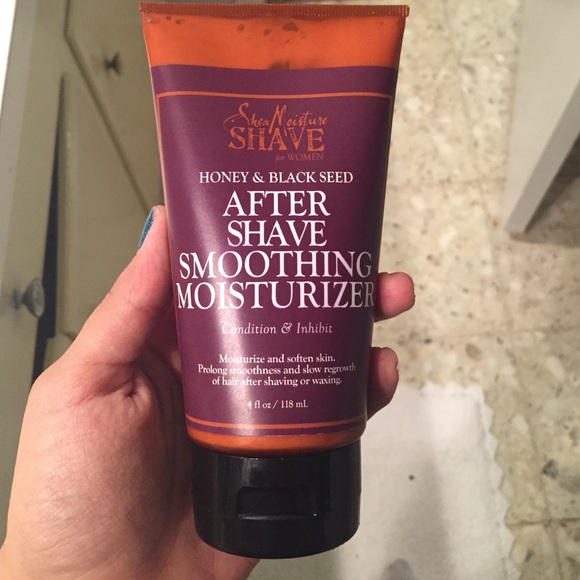 SheaMoisture
SHAVE
for WOMEN
HONEY & BLACK SEED
AFTER
SHAVE
SMOOTHING
MOISTURIZER
Condition & Inhibit
Moisturize and soften skin.
Prolong smoothness and slow regrowth
of hair after shaving or waxing.
4 fl oz / 118 mL